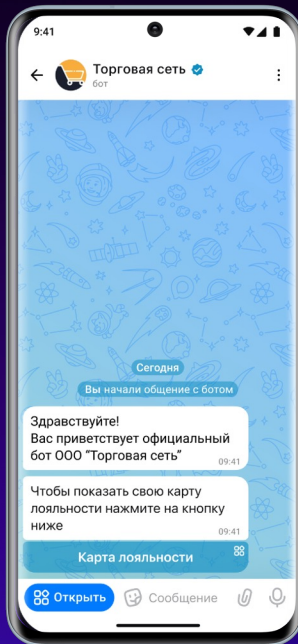 9:41
Торговая сеть
бот
Сегодня
Вы начали общение с ботом
Здравствуйте!
Вас приветствует официальный
бот ООО “Торговая сеть”
09:41
Чтобы показать свою карту
лояльности нажмите на кнопку
ниже
09:41
Карта лояльности
Открыть
Сообщение